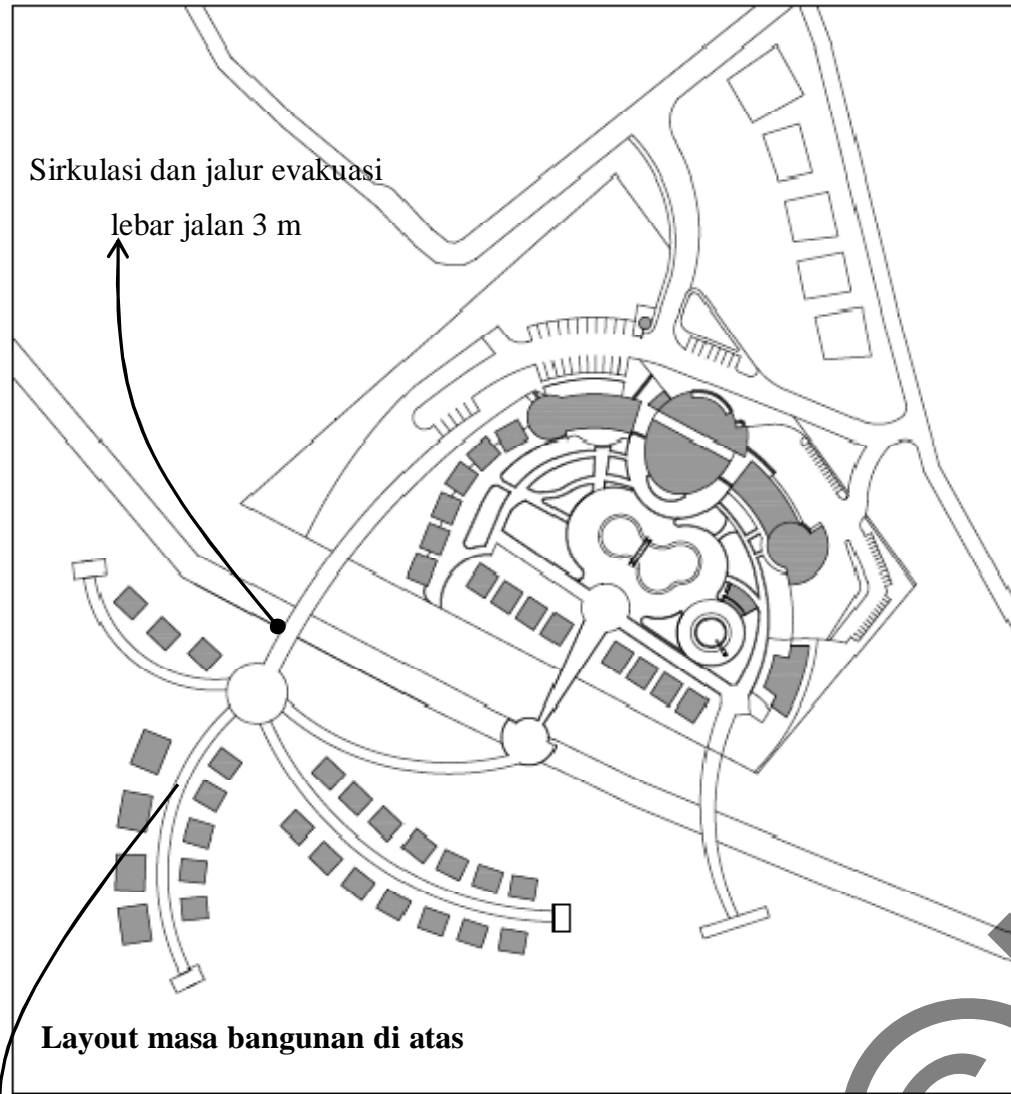 Sirkulasi dan jalur evakuasi
lebar jalan 3 m
Layout masa bangunan di atas